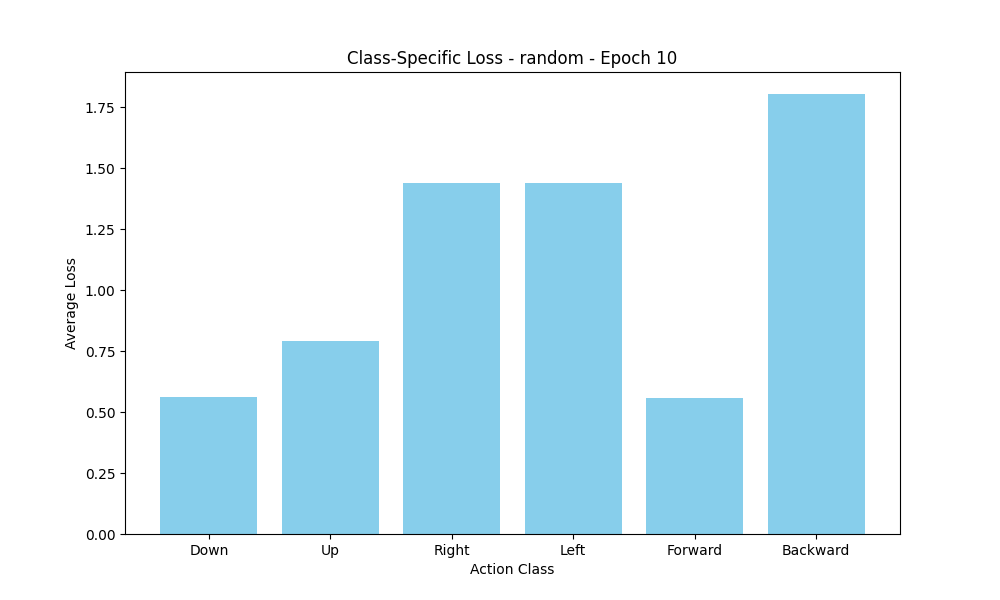 Class-Specific Loss - random - Epoch 10
Average Loss
1.75
1.50
1.25
1.00
0.75
0.50
0.25
0.00
Down Up Right Left Forward Backward
Action Class